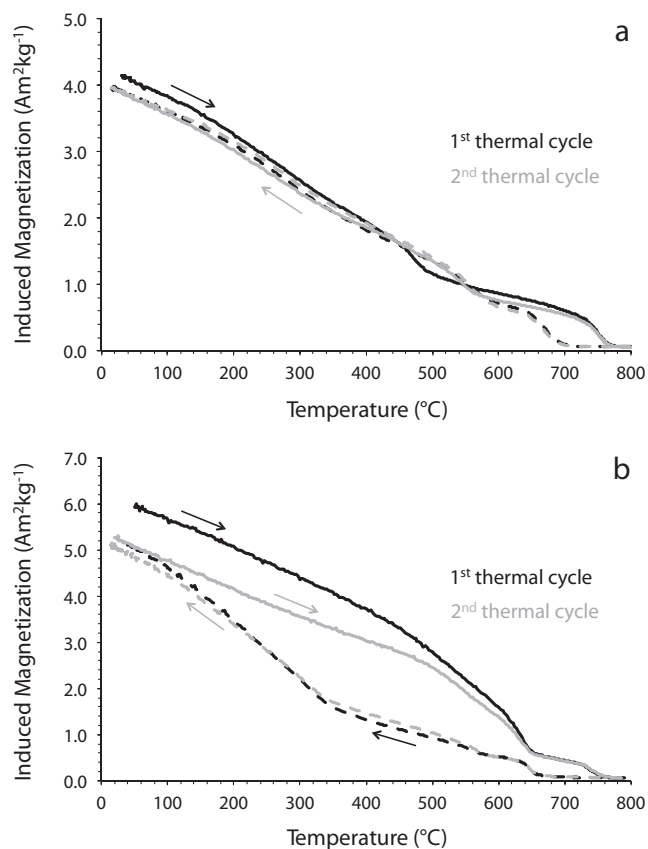 a
5.0
4.0
3.0
2.0
1.0
0.0
Induced Magnetization (Am²kg⁻¹)
1st thermal cycle
2nd thermal cycle
0 100 200 300 400 500 600 700 800
Temperature (°C)
b
7.0
6.0
5.0
4.0
3.0
2.0
1.0
0.0
Induced Magnetization (Am²kg⁻¹)
1st thermal cycle
2nd thermal cycle
0 100 200 300 400 500 600 700 800
Temperature (°C)